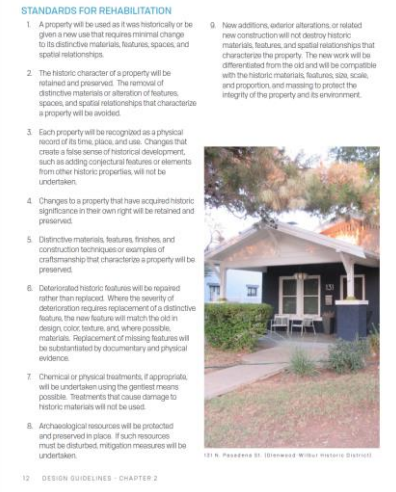 STANDARDS FOR REHABILITATION
1. A property will be used as it was historically or be
given a new use that requires minimal change
to its distinctive materials, features, spaces, and
spatial relationships.
2. The historic character of a property will be
retained and preserved. The removal of
distinctive materials or alteration of features,
spaces, and spatial relationships that characterize
a property will be avoided.
3. Each property will be recognized as a physical
record of its time, place, and use. Changes that
create a false sense of historical development,
such as adding conjectural features or elements
from other historic properties, will not be
undertaken.
4. Changes to a property that have acquired historic
significance in their own right will be retained and
preserved.
5. Distinctive materials, features, finishes, and
construction techniques or examples of
craftsmanship that characterize a property will be
preserved.
6. Deteriorated historic features will be repaired
rather than replaced. Where the severity of
deterioration requires replacement of a distinctive
feature, the new feature will match the old in
design, color, texture, and, where possible,
materials. Replacement of missing features will
be substantiated by documentary and physical
evidence.
7. Chemical or physical treatments, if appropriate,
will be undertaken using the gentlest means
possible. Treatments that cause damage to
historic materials will not be used.
8. Archaeological resources will be protected
and preserved in place. If such resources
must be disturbed, mitigation measures will be
undertaken.
9. New additions, exterior alterations, or related
new construction will not destroy historic
materials, features, and spatial relationships that
characterize the property. The new work will be
differentiated from the old and will be compatible
with the historic materials, features, size, scale,
and proportion, and massing to protect the
integrity of the property and its environment.
131
131 N. Pasadena St. (Glenwood-Wilbur Historic District)
12 DESIGN GUIDELINES - CHAPTER 2